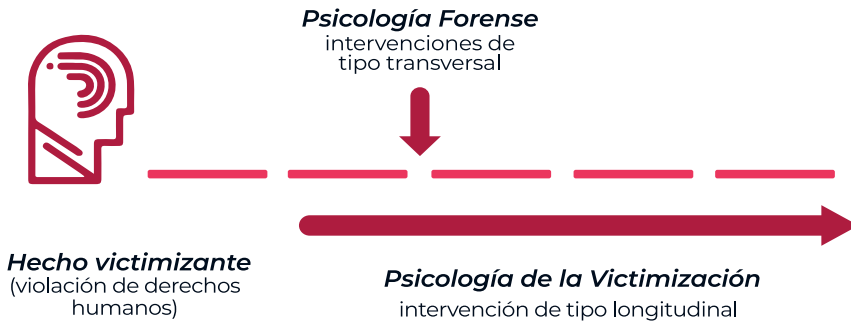 Psicología Forense
intervenciones de
tipo transversal
Hecho victimizante
(violación de derechos
humanos)
Psicología de la Victimización
intervención de tipo longitudinal